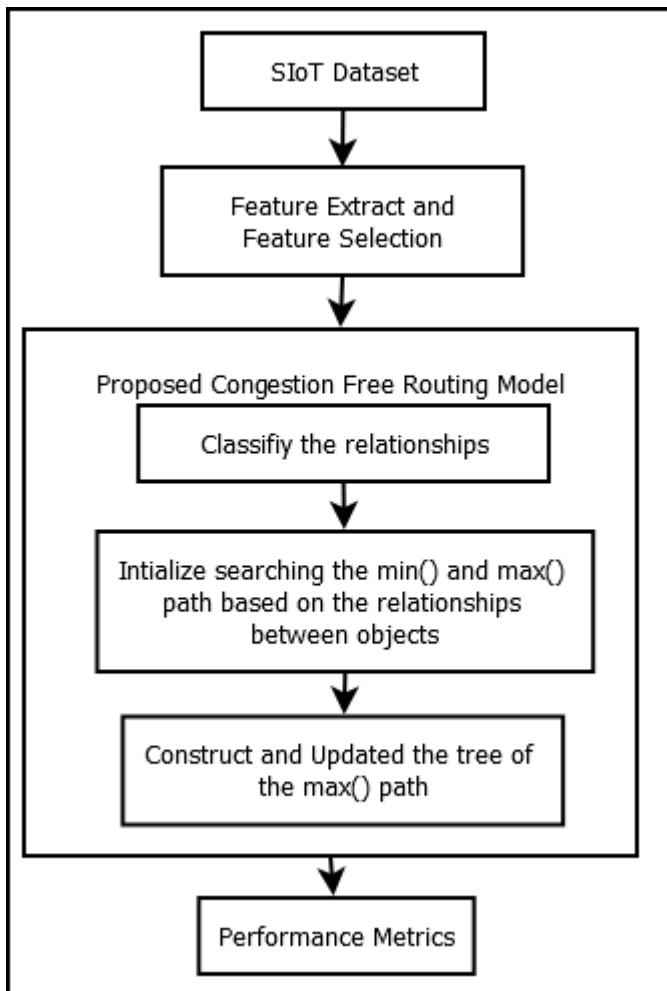 SIoT Dataset
Feature Extract and
Feature Selection
Proposed Congestion Free Routing Model
Classifiy the relationships
Intialize searching the min() and max()
path based on the relationships
between objects
Construct and Updated the tree of
the max() path
Performance Metrics